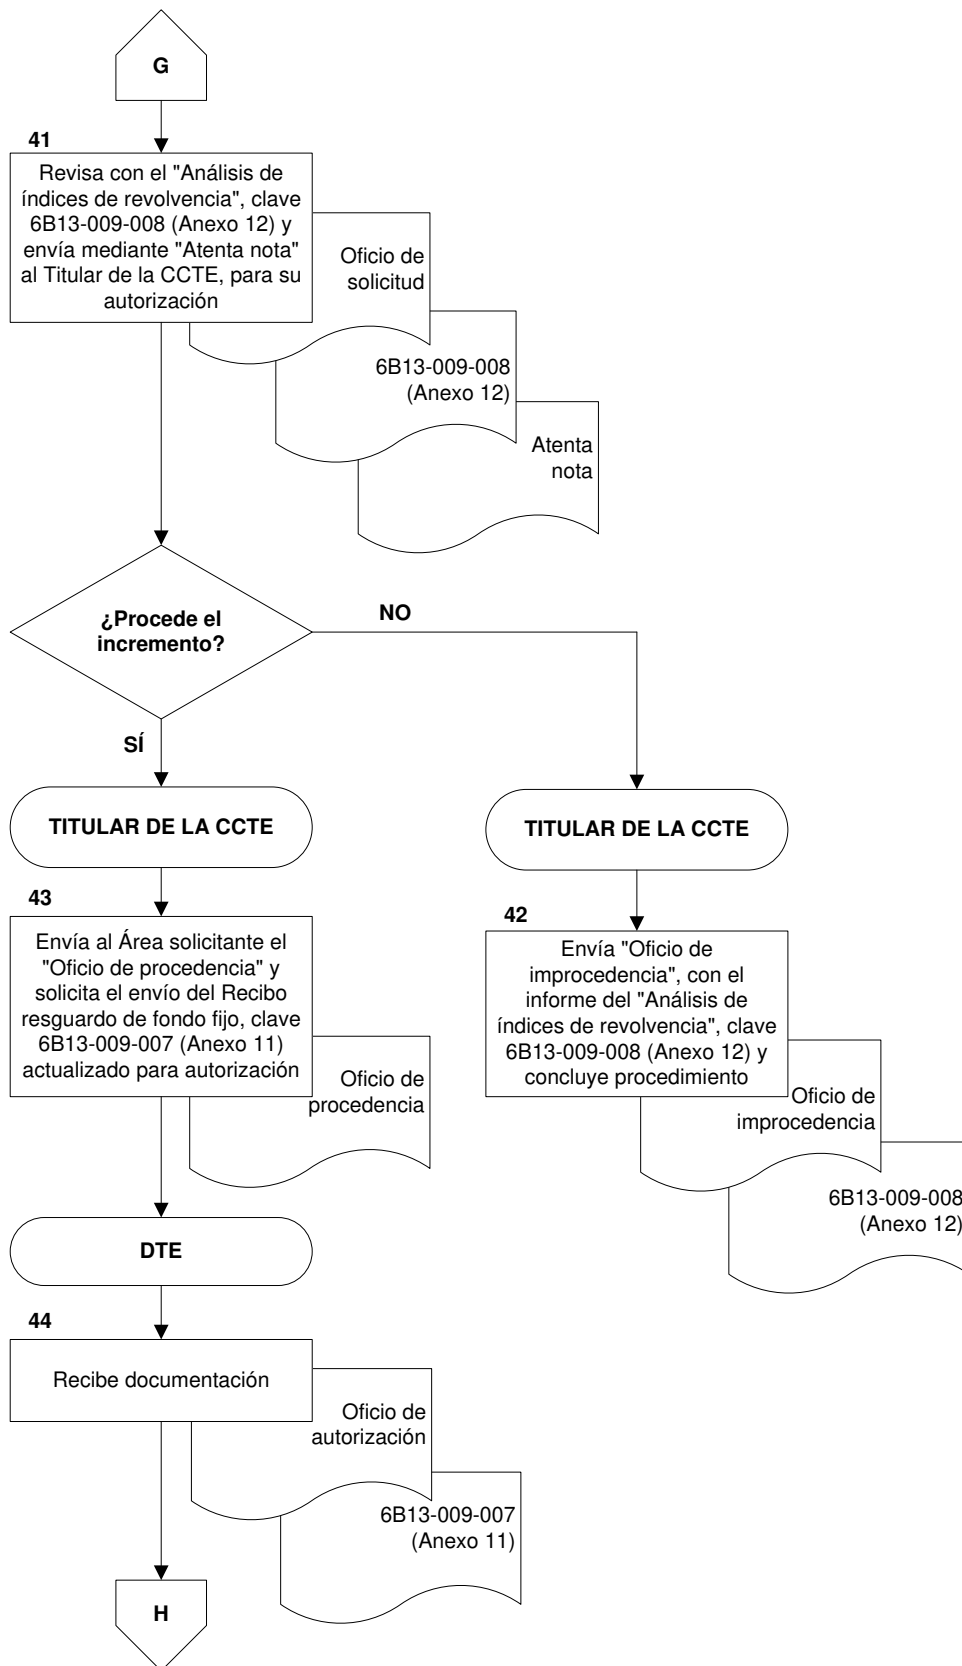 G
41
Revisa con el "Análisis de
índices de revolvencia", clave
6B13-009-008 (Anexo 12) y
envía mediante "Atenta nota"
al Titular de la CCTE, para su
autorización
Oficio de
solicitud
6B13-009-008
(Anexo 12)
Atenta
nota
¿Procede el
incremento?
NO
SÍ
TITULAR DE LA CCTE
TITULAR DE LA CCTE
43
Envía al Área solicitante el
"Oficio de procedencia" y
solicita el envío del Recibo
resguardo de fondo fijo, clave
6B13-009-007 (Anexo 11)
actualizado para autorización
Oficio de
procedencia
42
Envía "Oficio de
improcedencia", con el
informe del "Análisis de
índices de revolvencia", clave
6B13-009-008 (Anexo 12) y
concluye procedimiento
Oficio de
improcedencia
6B13-009-008
(Anexo 12)
DTE
44
Recibe documentación
Oficio de
autorización
6B13-009-007
(Anexo 11)
H